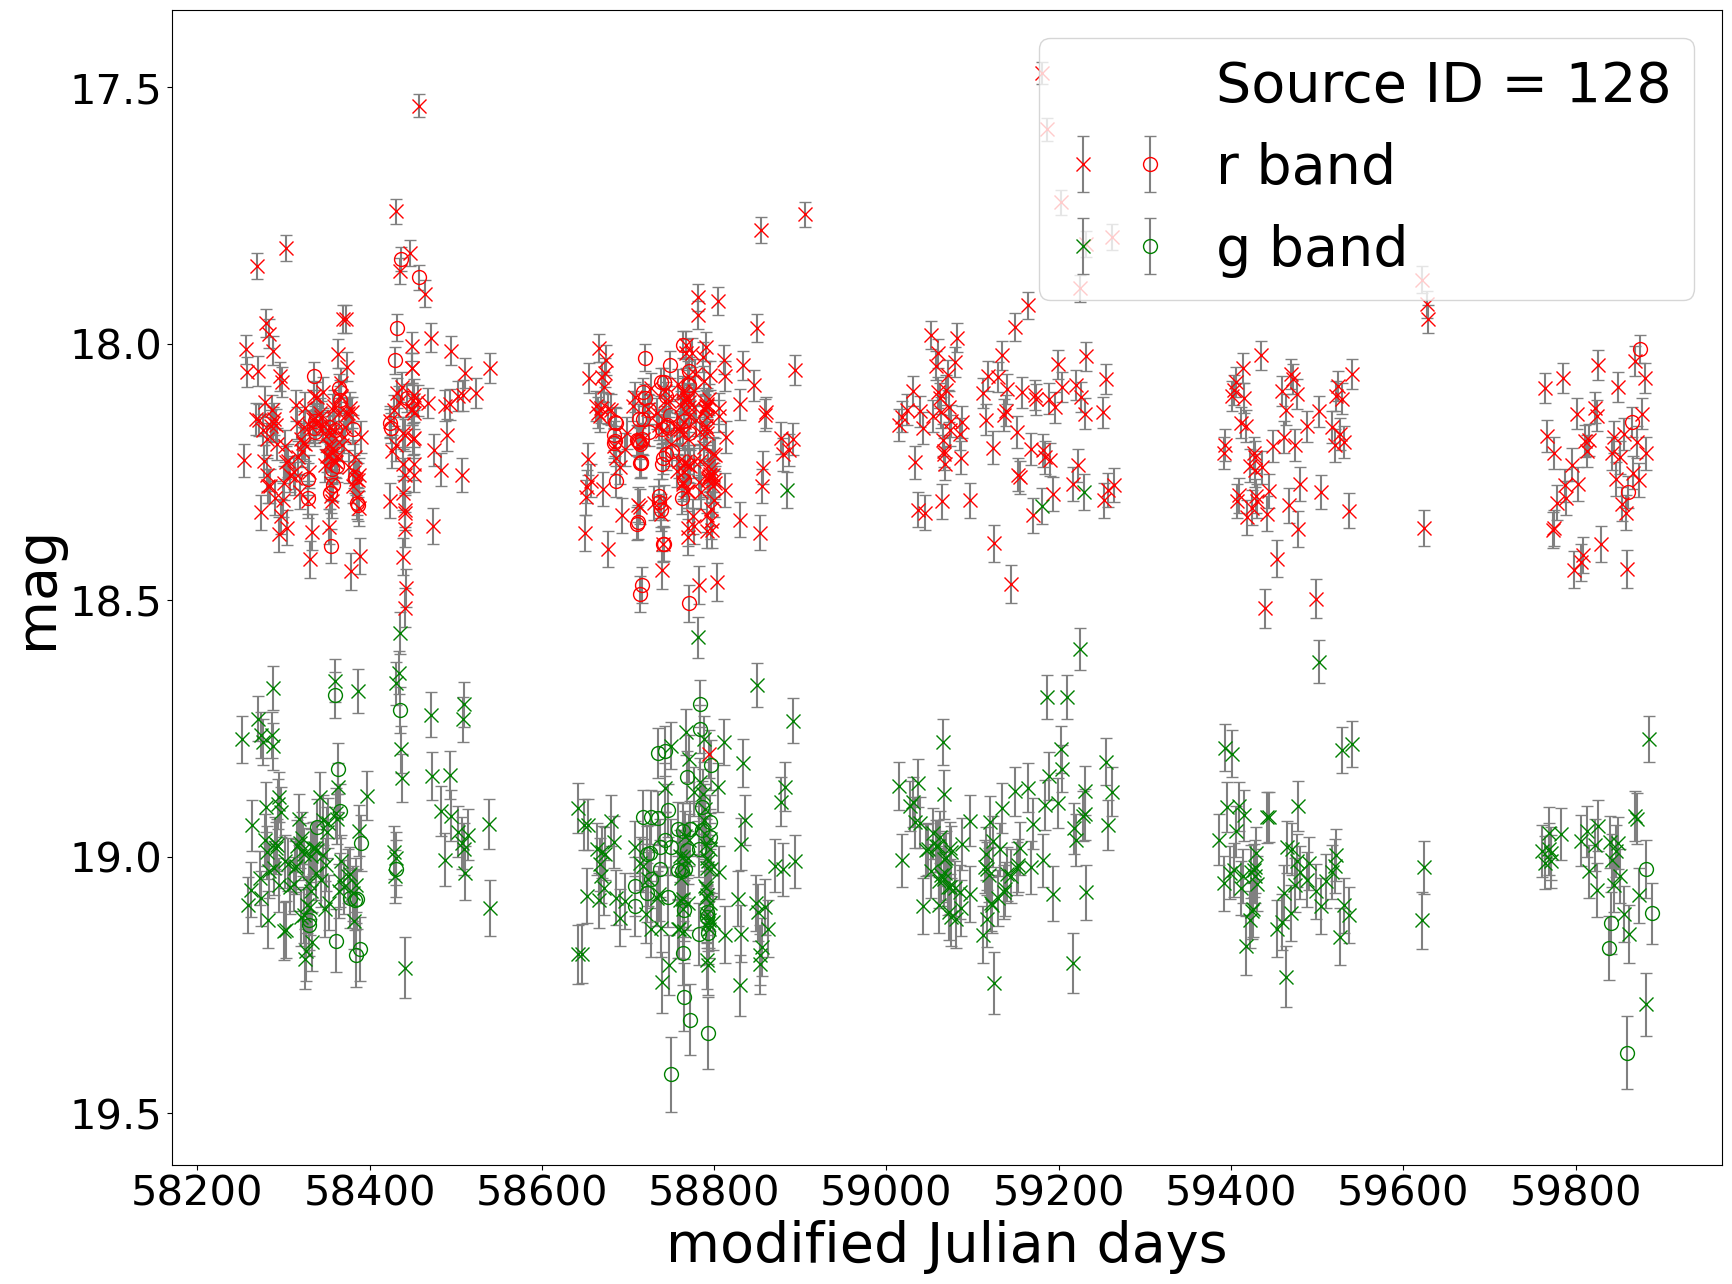 17.5
18.0
18.5
19.0
19.5
mag
Source ID = 128
r band
g band
58200 58400 58600 58800 59000 59200 59400 59600 59800
modified Julian days